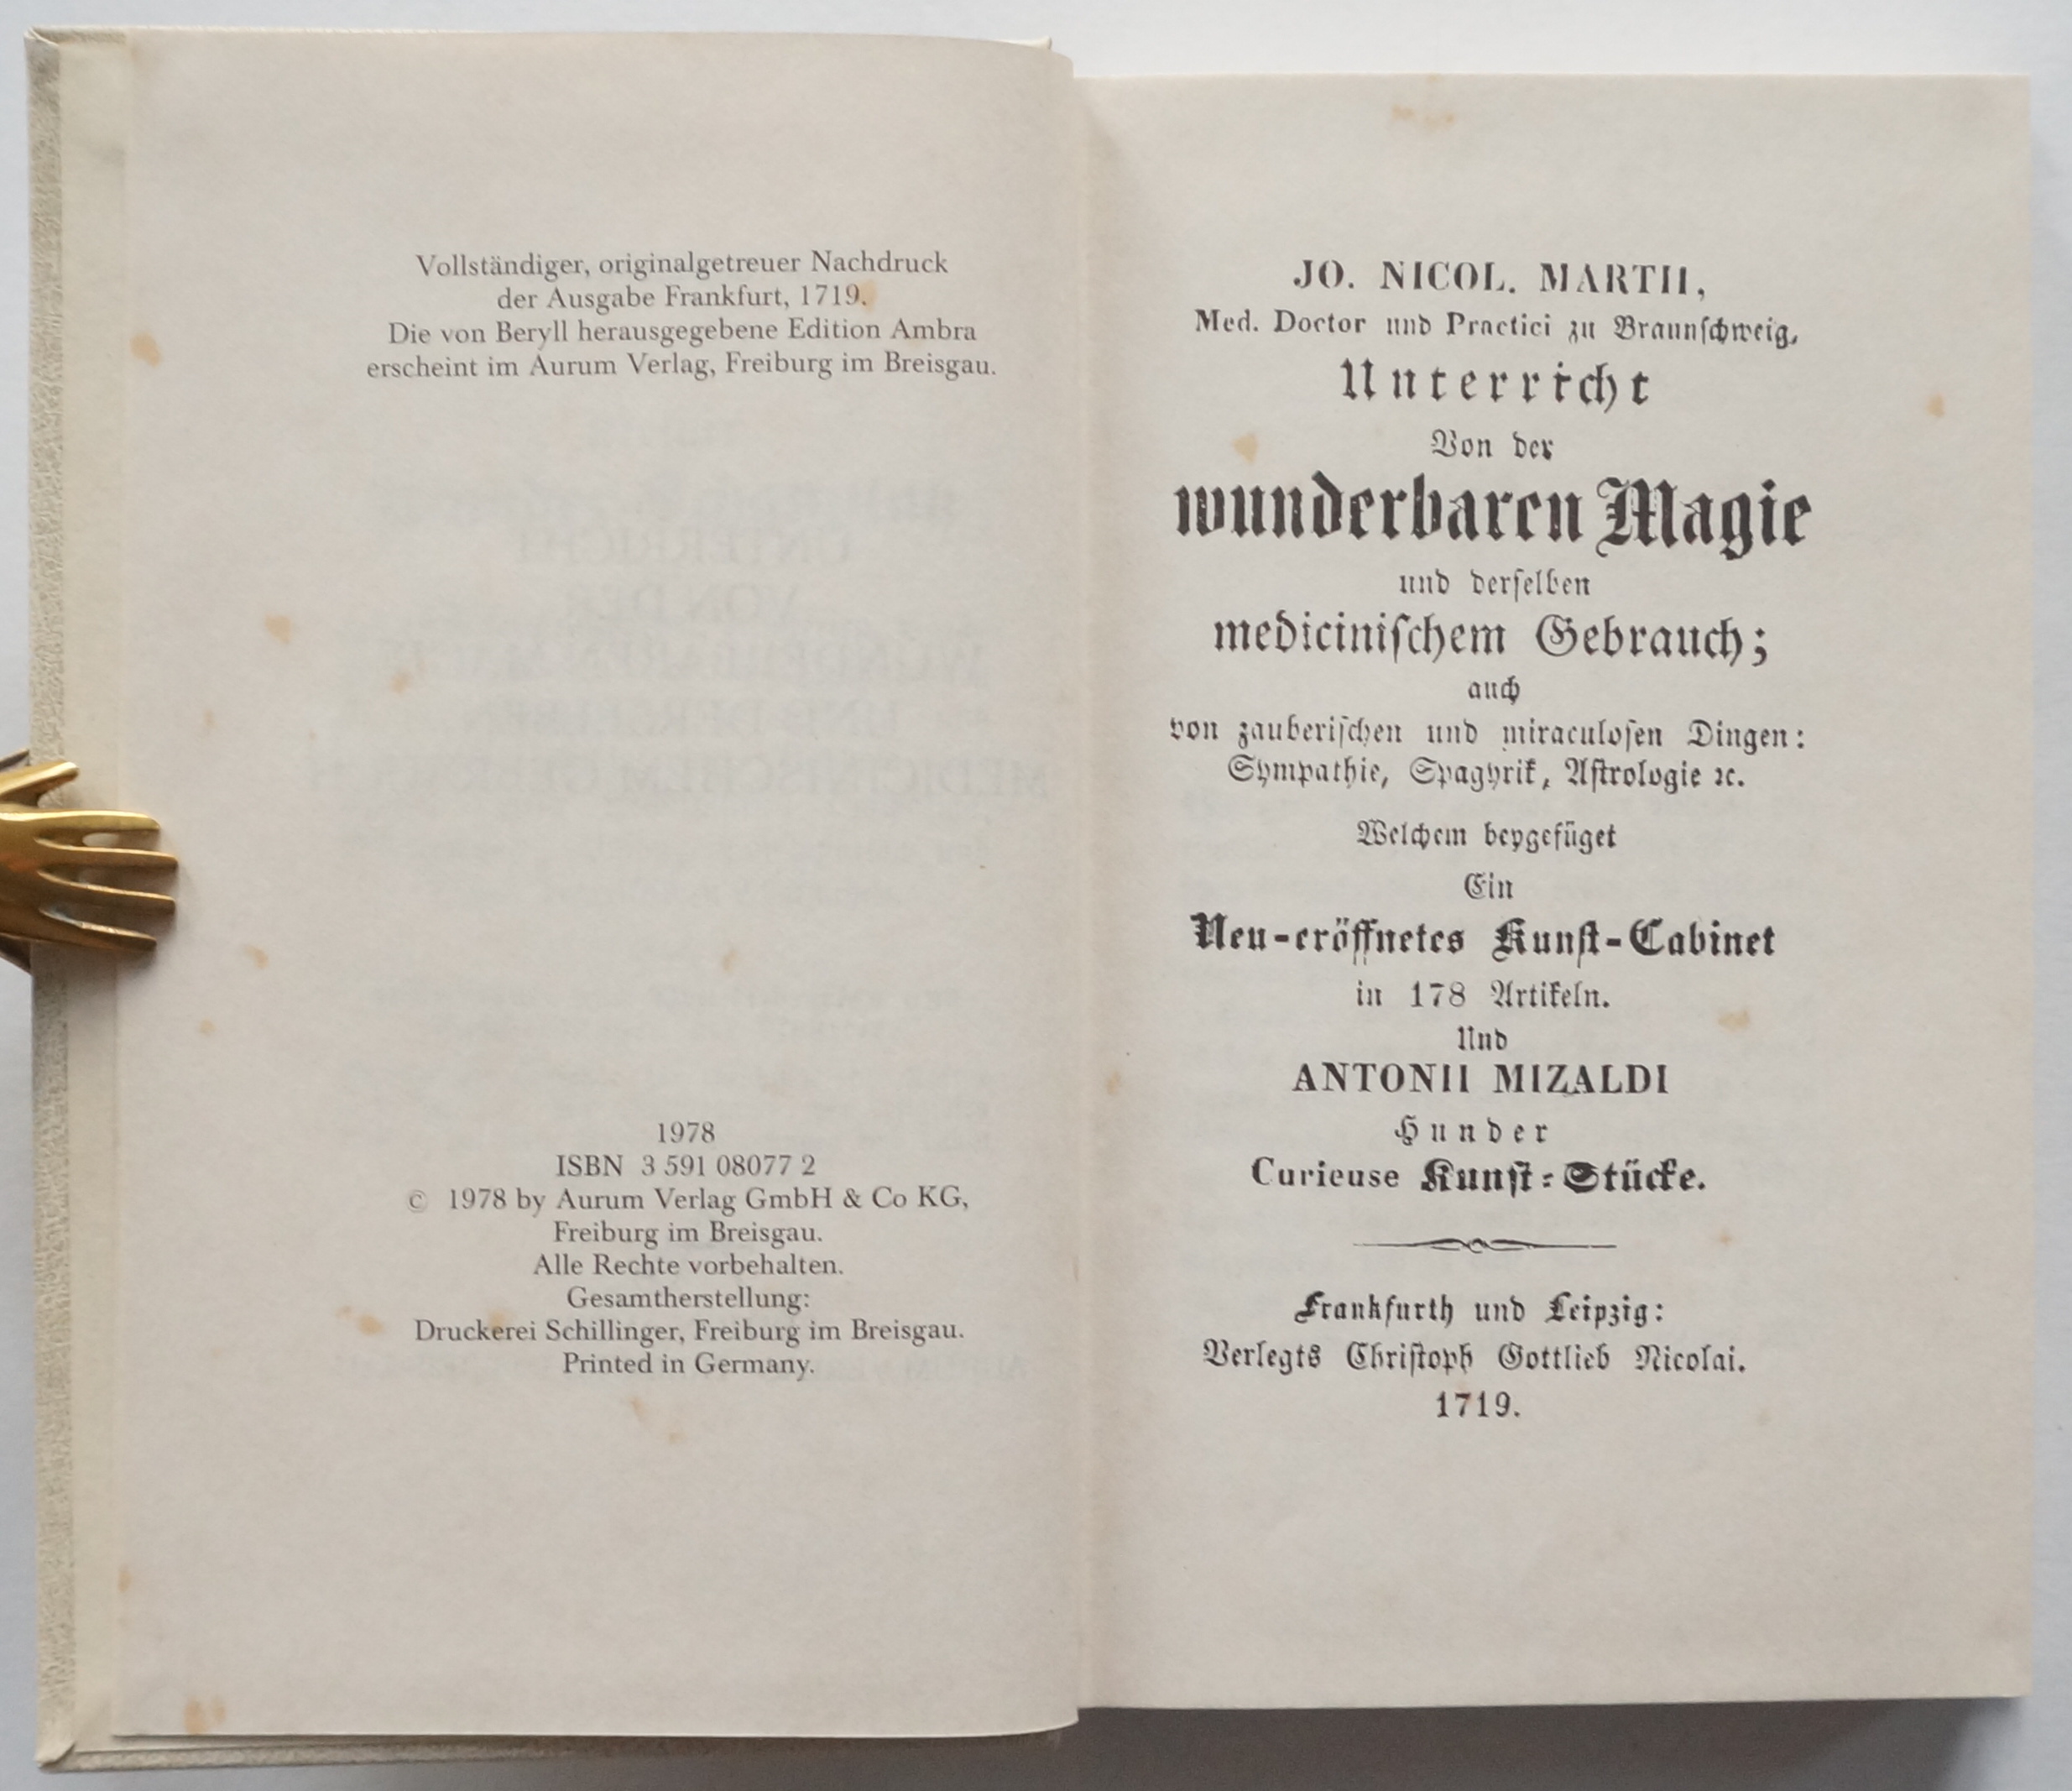 Vollständiger, originalgetreuer Nachdruck
der Ausgabe Frankfurt, 1719.
Die von Beryll herausgegebene Edition Ambra
erscheint im Aurum Verlag, Freiburg im Breisgau.
1978
ISBN 3 591 08077 2
© 1978 by Aurum Verlag GmbH & Co KG,
Freiburg im Breisgau.
Alle Rechte vorbehalten.
Gesamtherstellung:
Druckerei Schillinger, Freiburg im Breisgau.
Printed in Germany.
JO. NICOL. MARTII,
Med. Doctor und Practici zu Braunſchweig,
Unterricht
Von der
wunderbaren Magie
und derſelben
mediciniſchem Gebrauch;
auch
von zauberiſchen und miraculoſen Dingen:
Sympathie, Spagyrik, Aſtrologie ꝛc.
Welchem beygefüget
Ein
Neu-eröffnetes Kunſt-Cabinet
in 178 Artikeln.
Und
ANTONII MIZALDI
Hunder
Curieuse Kunſt-Stücke.
Frankfurth und Leipzig:
Verlegts Chriſtoph Gottlieb Nicolai.
1719.